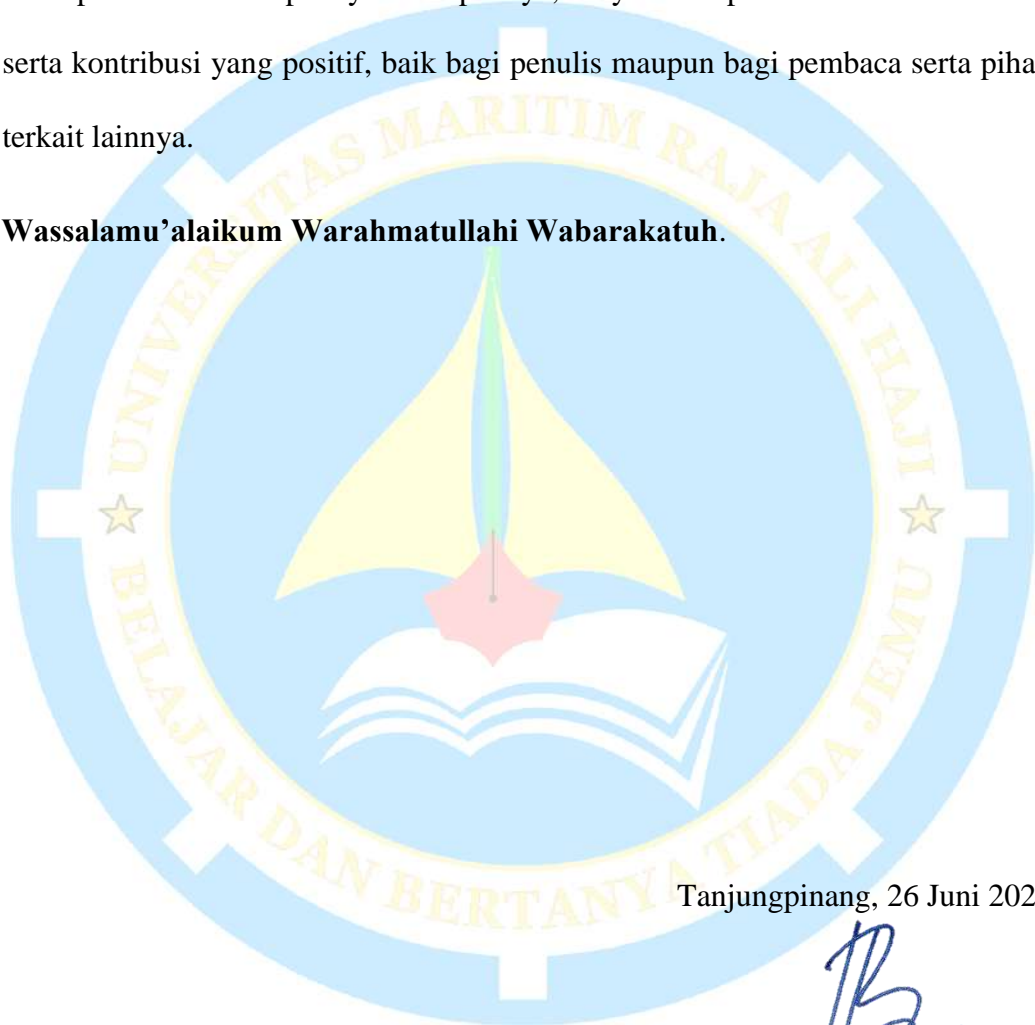 serta kontribusi yang positif, baik bagi penulis maupun bagi pembaca serta piha
terkait lainnya.
Wassalamu’alaikum Warahmatullahi Wabarakatuh.
UNIVERSITAS MARITIM RAJA ALI HAJI
BELAJAR DAN BERTANYA TIADA JEMU
Tanjungpinang, 26 Juni 202